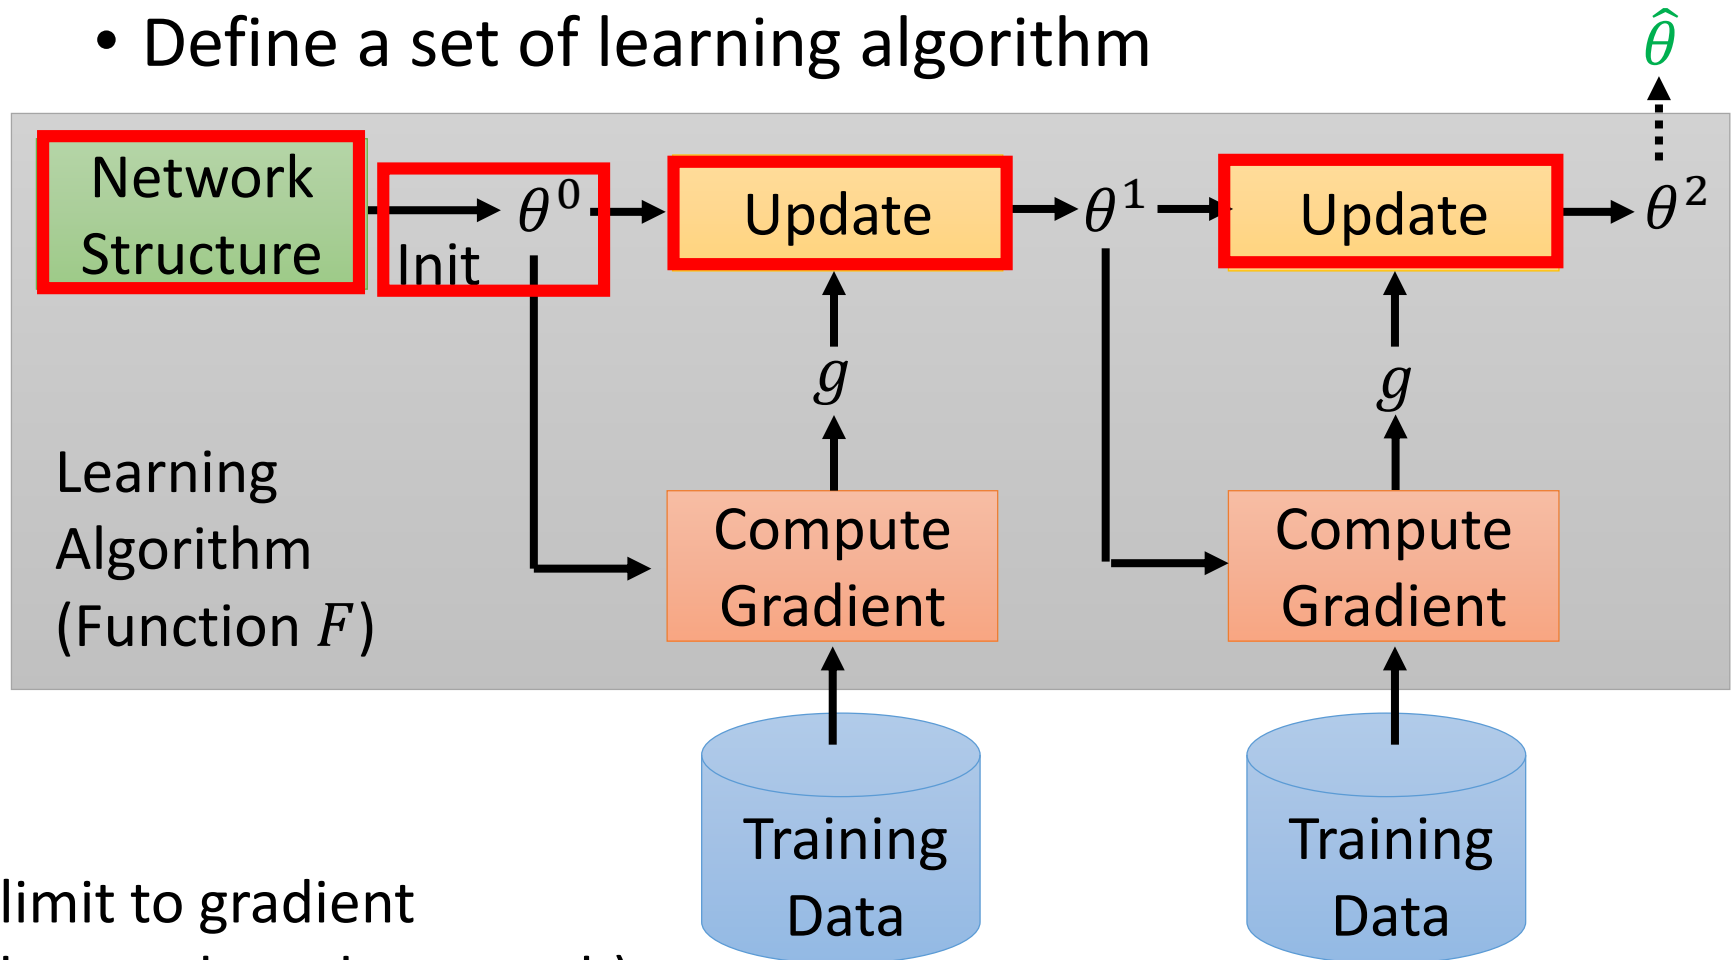 • Define a set of learning algorithm
θ̂
Network
Structure
Init
θ⁰
Update
θ¹
Update
θ²
g
g
Learning
Algorithm
(Function F)
Compute
Gradient
Compute
Gradient
Training
Data
Training
Data
limit to gradient